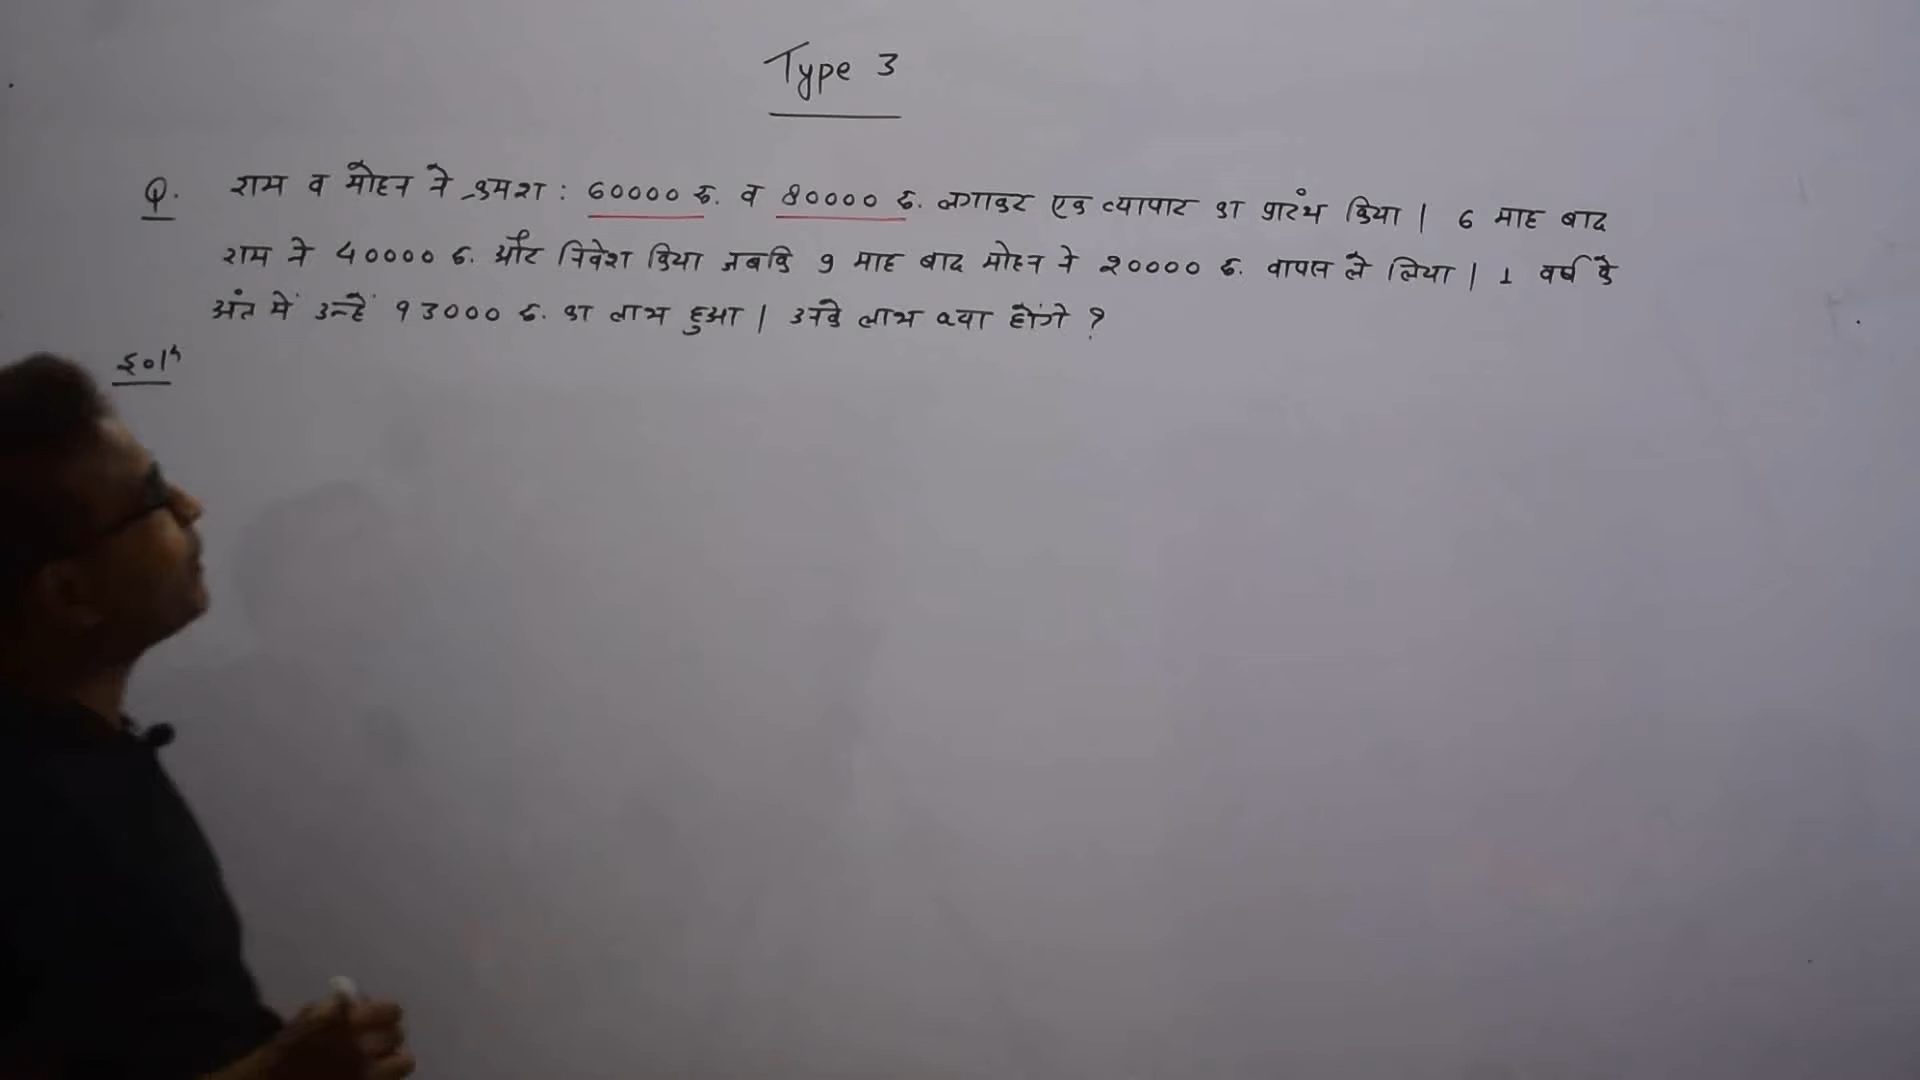 Type 3
Q. राम व मोहन ने क्रमश : 60000 रु. व 80000 रु. लगाकर एक व्यापार का प्रारंभ किया | 6 माह बाद
राम ने 40000 रु. और निवेश किया जबकि 9 माह बाद मोहन ने 20000 रु. वापस ले लिया | 1 वर्ष के
अंत में उन्हें 93000 रु. का लाभ हुआ | उनके लाभ क्या होंगे ?
Solⁿ